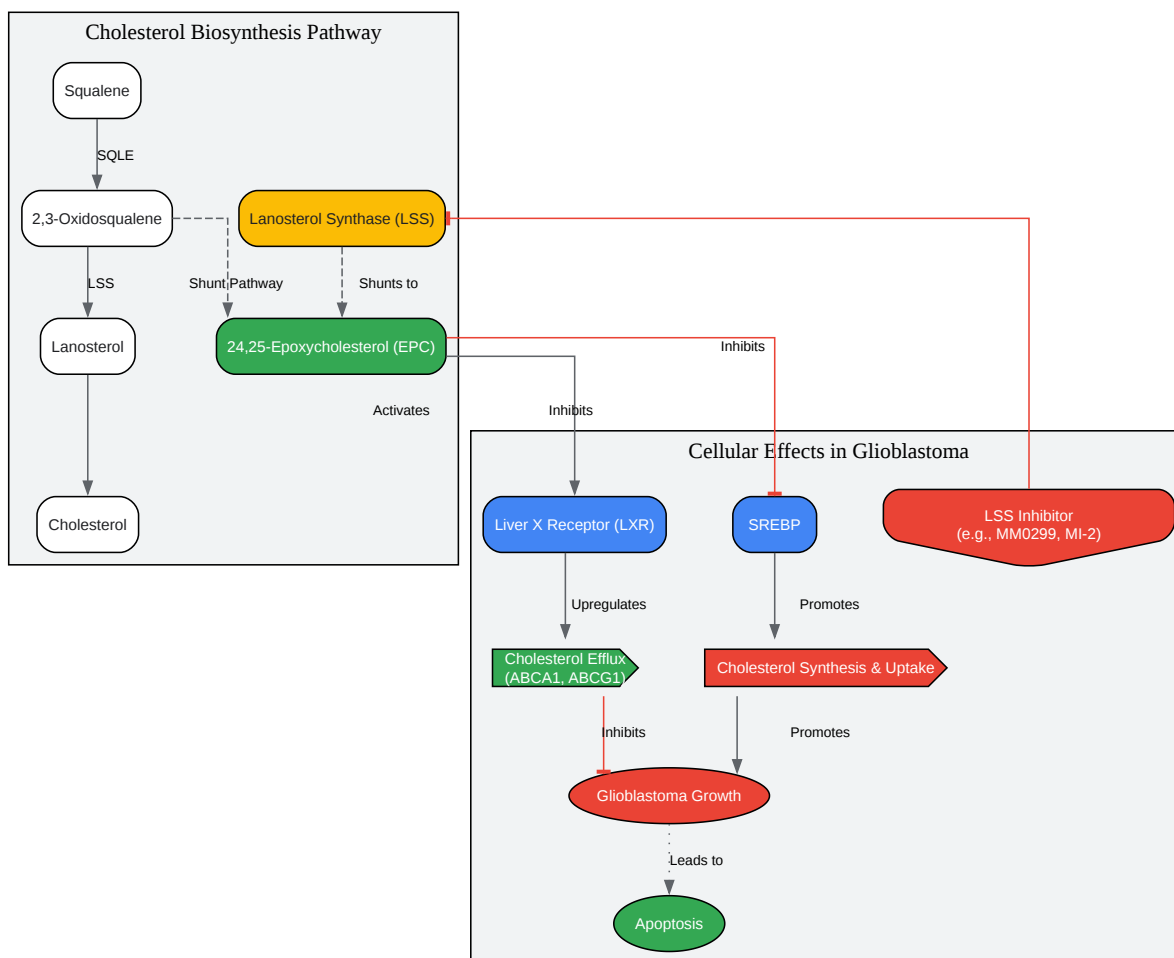 Cholesterol Biosynthesis Pathway
Squalene
SQLE
2,3-Oxidosqualene
Lanosterol Synthase (LSS)
LSS
Shunt Pathway
Shunts to
Lanosterol
24,25-Epoxycholesterol (EPC)
Inhibits
Activates
Inhibits
Cellular Effects in Glioblastoma
Cholesterol
Liver X Receptor (LXR)
SREBP
LSS Inhibitor
(e.g., MM0299, MI-2)
Upregulates
Promotes
Cholesterol Efflux
(ABCA1, ABCG1)
Cholesterol Synthesis & Uptake
Inhibits
Promotes
Glioblastoma Growth
Leads to
Apoptosis